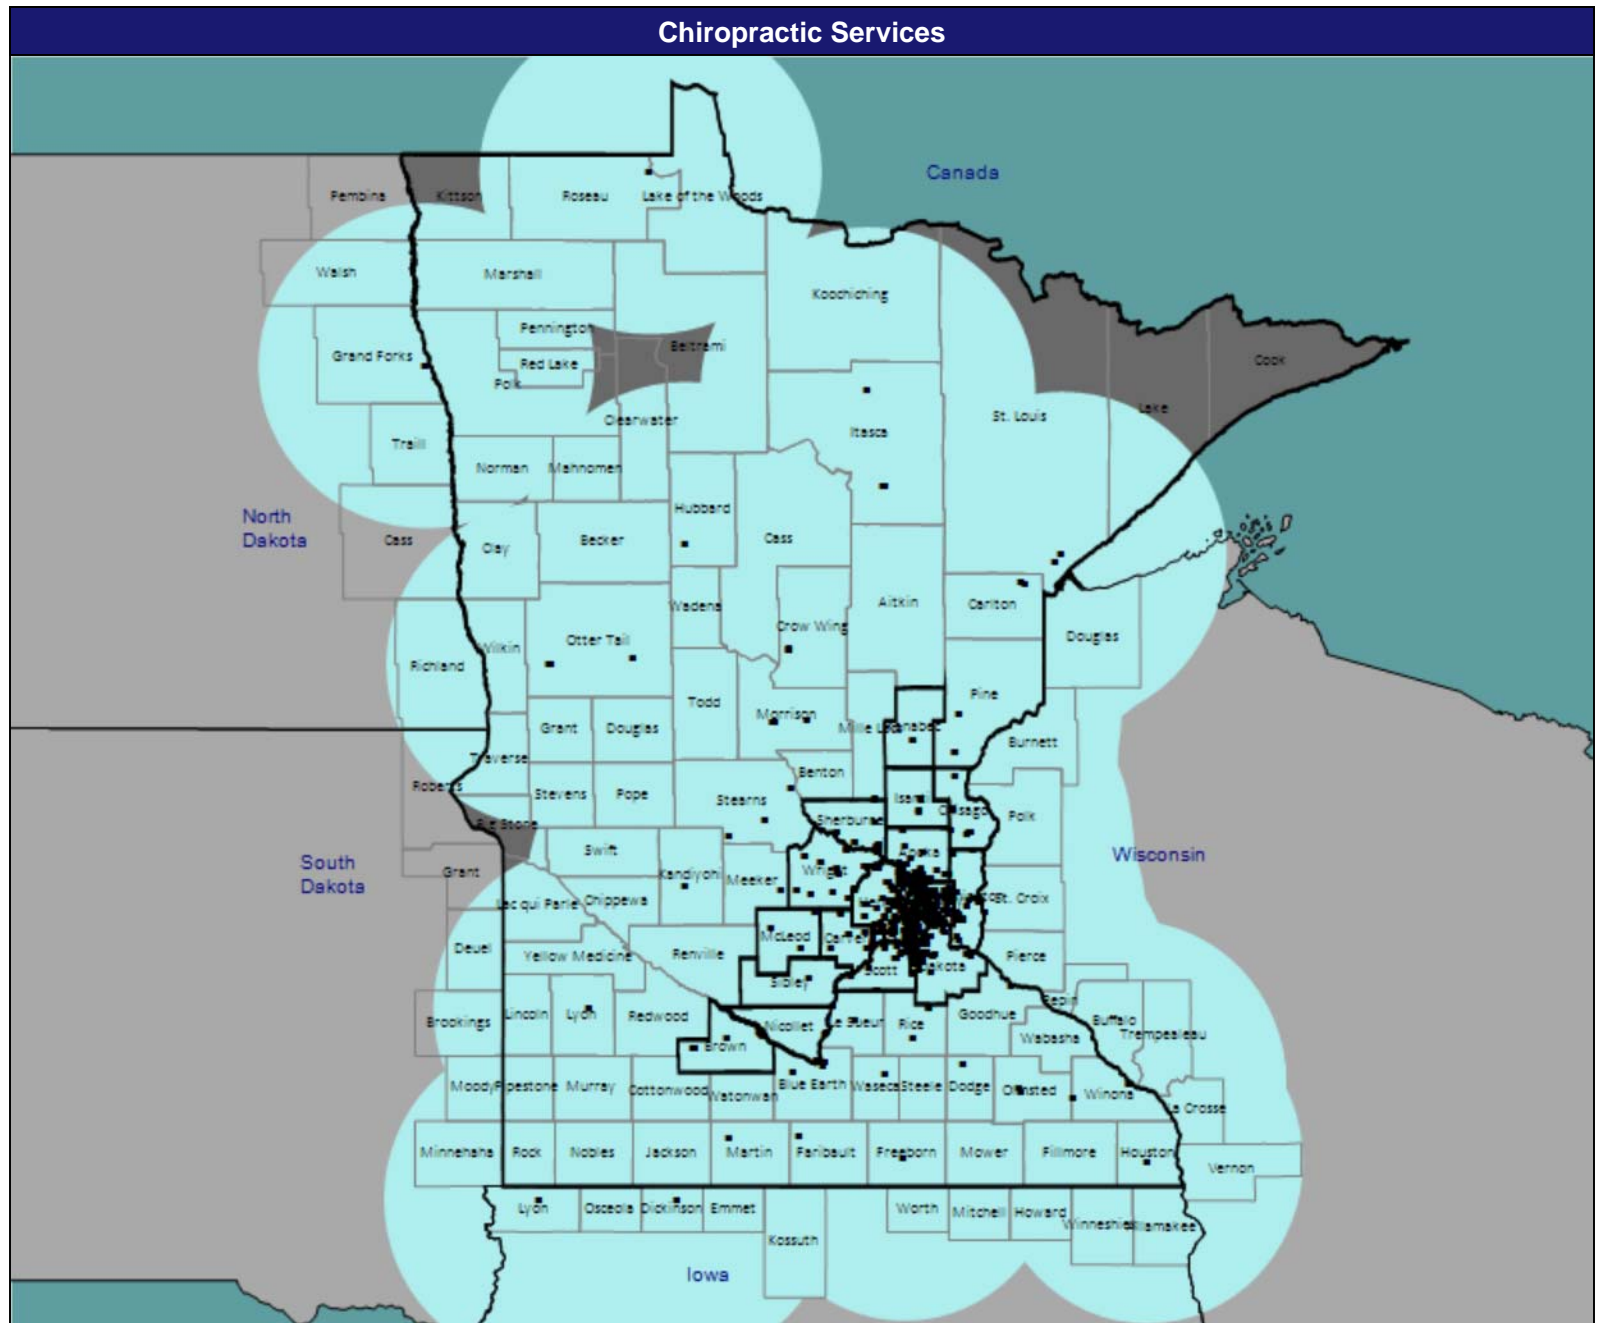 Chiropractic Services
Canada
Pembina
Kittson
Roseau
Lake of the Woods
Walsh
Marshall
Koochiching
Pennington
Beltrami
Grand Forks
Red Lake
Polk
Cook
Lake
St. Louis
Clearwater
Itasca
Traill
Norman
Mahnomen
Hubbard
North
Dakota
Cass
Clay
Becker
Cass
Wadena
Aitkin
Carlton
Crow Wing
Douglas
Otter Tail
Wilkin
Richland
Pine
Todd
Morrison
Grant
Douglas
Mille Lacs
Kanabec
Burnett
Traverse
Benton
Roberts
Stevens
Pope
Stearns
Isanti
Chisago
Polk
Big Stone
Sherburne
Swift
Anoka
Wisconsin
South
Dakota
Grant
Kandiyohi
Meeker
Wright
Lac qui Parle
Chippewa
St. Croix
McLeod
Carver
Deuel
Yellow Medicine
Renville
Pierce
Scott
Dakota
Sibley
Pepin
Brookings
Lincoln
Lyon
Redwood
Nicollet
Le Sueur
Rice
Goodhue
Buffalo
Trempealeau
Wabasha
Brown
Moody
Pipestone
Murray
Cottonwood
Watonwan
Blue Earth
Waseca
Steele
Dodge
Olmsted
Winona
La Crosse
Minnehaha
Rock
Nobles
Jackson
Martin
Faribault
Freeborn
Mower
Fillmore
Houston
Vernon
Lyon
Osceola
Dickinson
Emmet
Worth
Mitchell
Howard
Winneshiek
Allamakee
Kossuth
Iowa